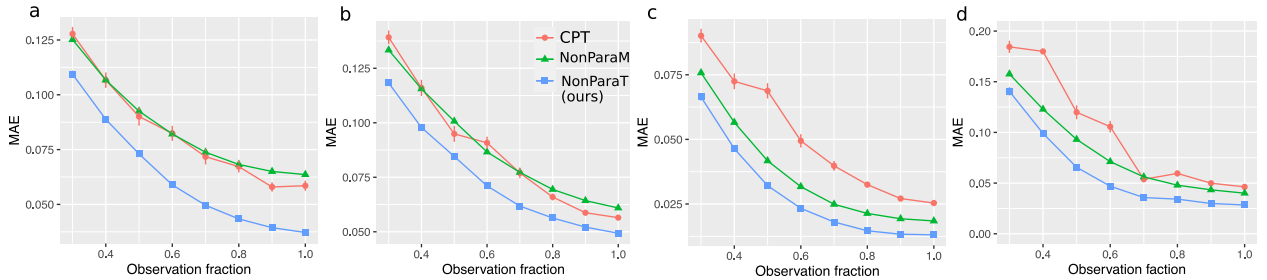 a
MAE
0.125
0.100
0.075
0.050
0.4
0.6
0.8
1.0
Observation fraction
b
MAE
0.125
0.100
0.075
0.050
0.4
0.6
0.8
1.0
Observation fraction
CPT
NonParaM
NonParaT
(ours)
c
MAE
0.075
0.050
0.025
0.4
0.6
0.8
1.0
Observation fraction
d
MAE
0,20
0,15
0.10
0.05
0.00
0.4
0.6
0.8
1.0
Observation fraction